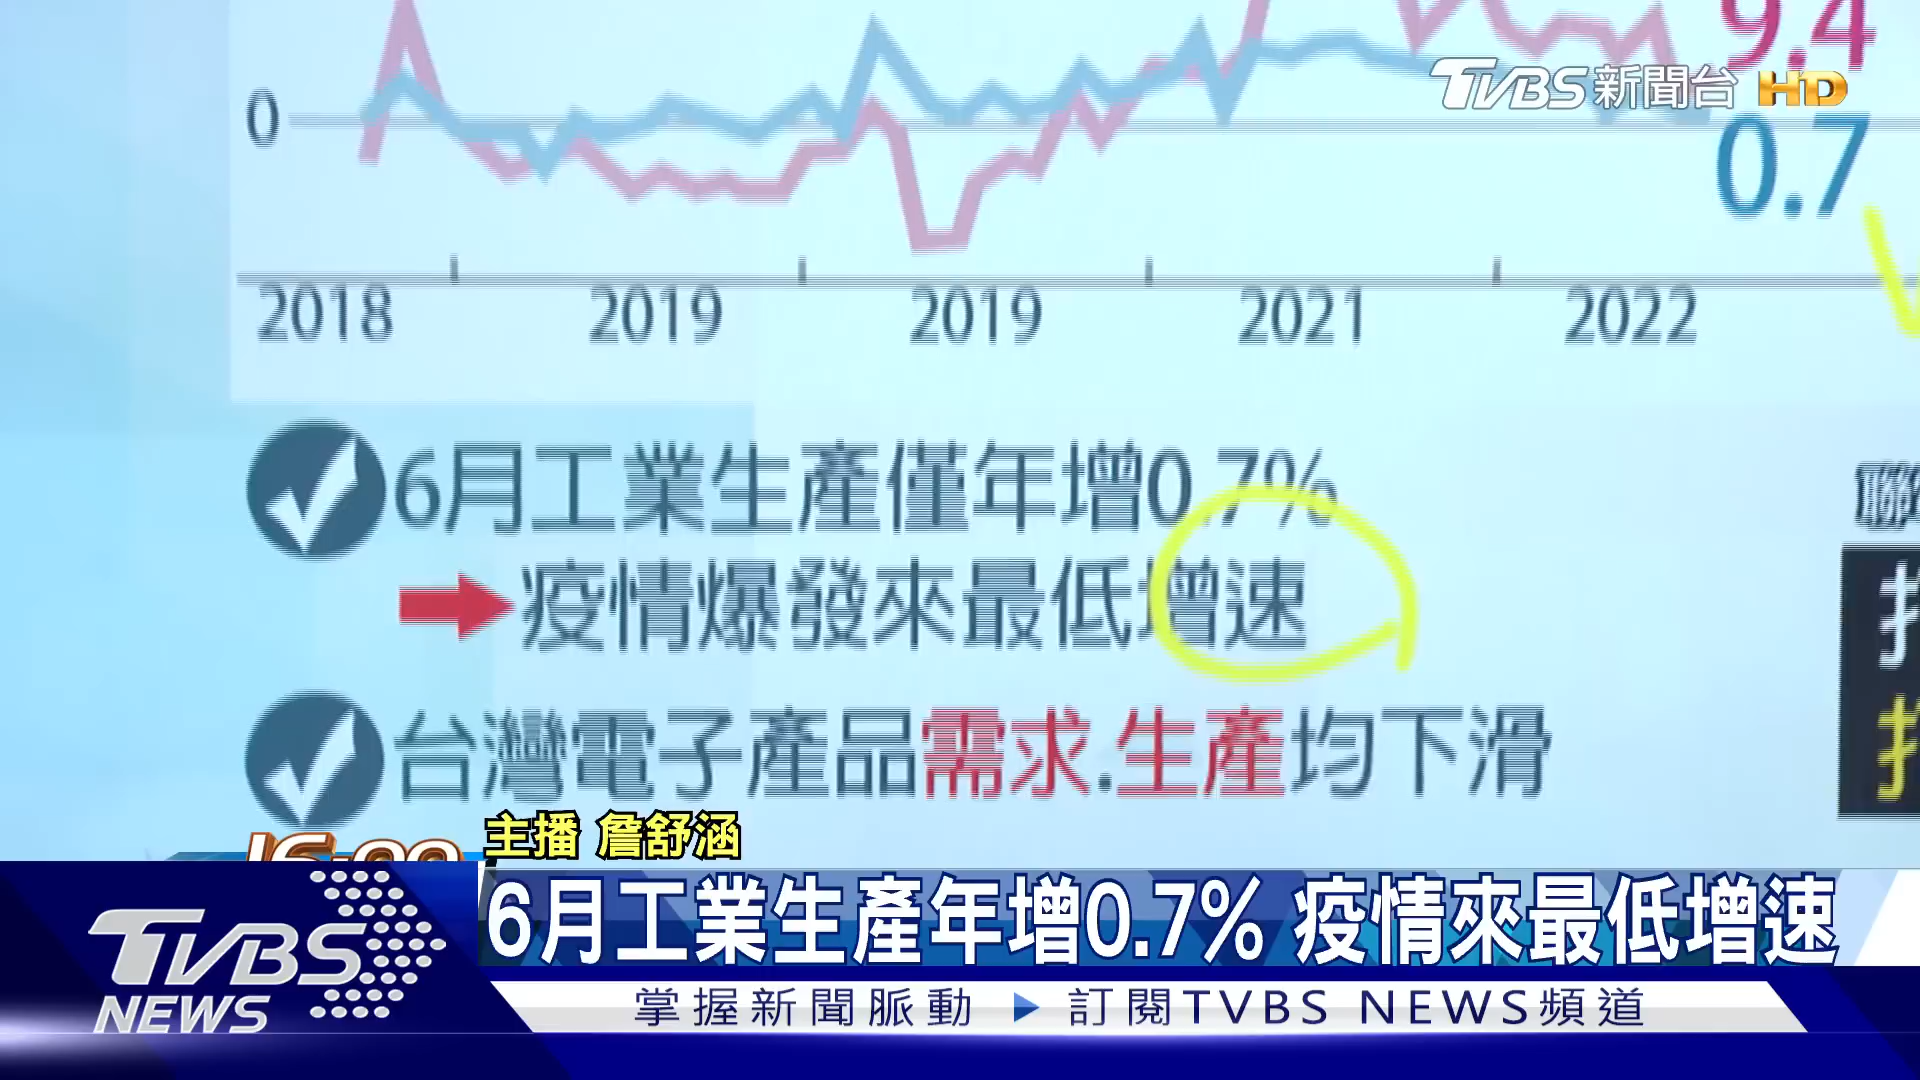 9.4
TVBS新聞台 HD
0
0.7
2018 2019 2019 2021 2022
6月工業生產僅年增0.7%
疫情爆發來最低增速
台灣電子產品需求.生產均下滑
主播 詹舒涵
6月工業生產年增0.7% 疫情來最低增速
TVBS NEWS
掌握新聞脈動 ▶ 訂閱TVBS NEWS頻道